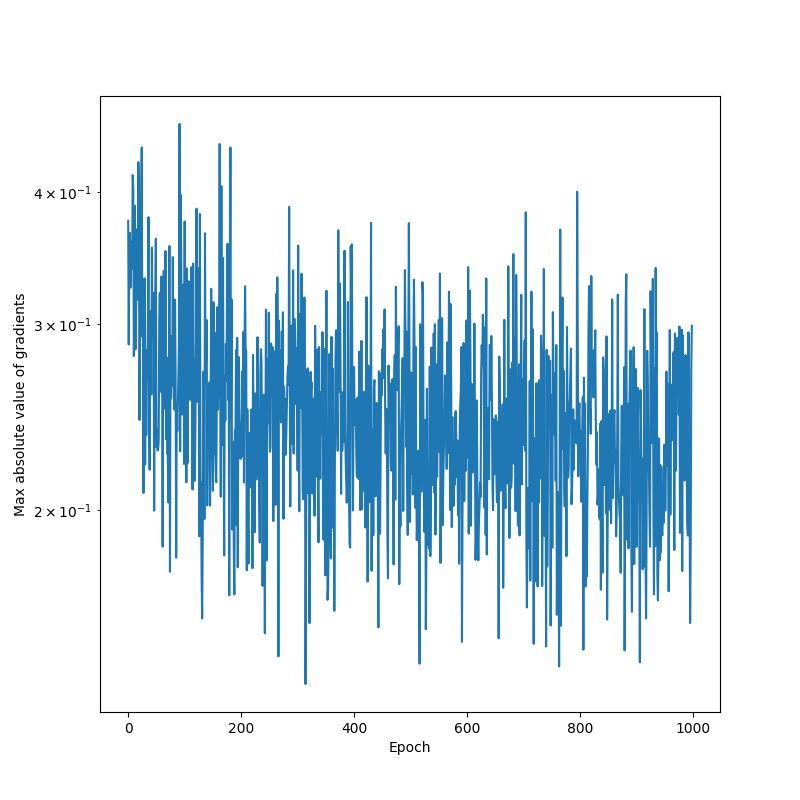 Max absolute value of gradients
4 × 10⁻¹
3 × 10⁻¹
2 × 10⁻¹
0 200 400 600 800 1000
Epoch